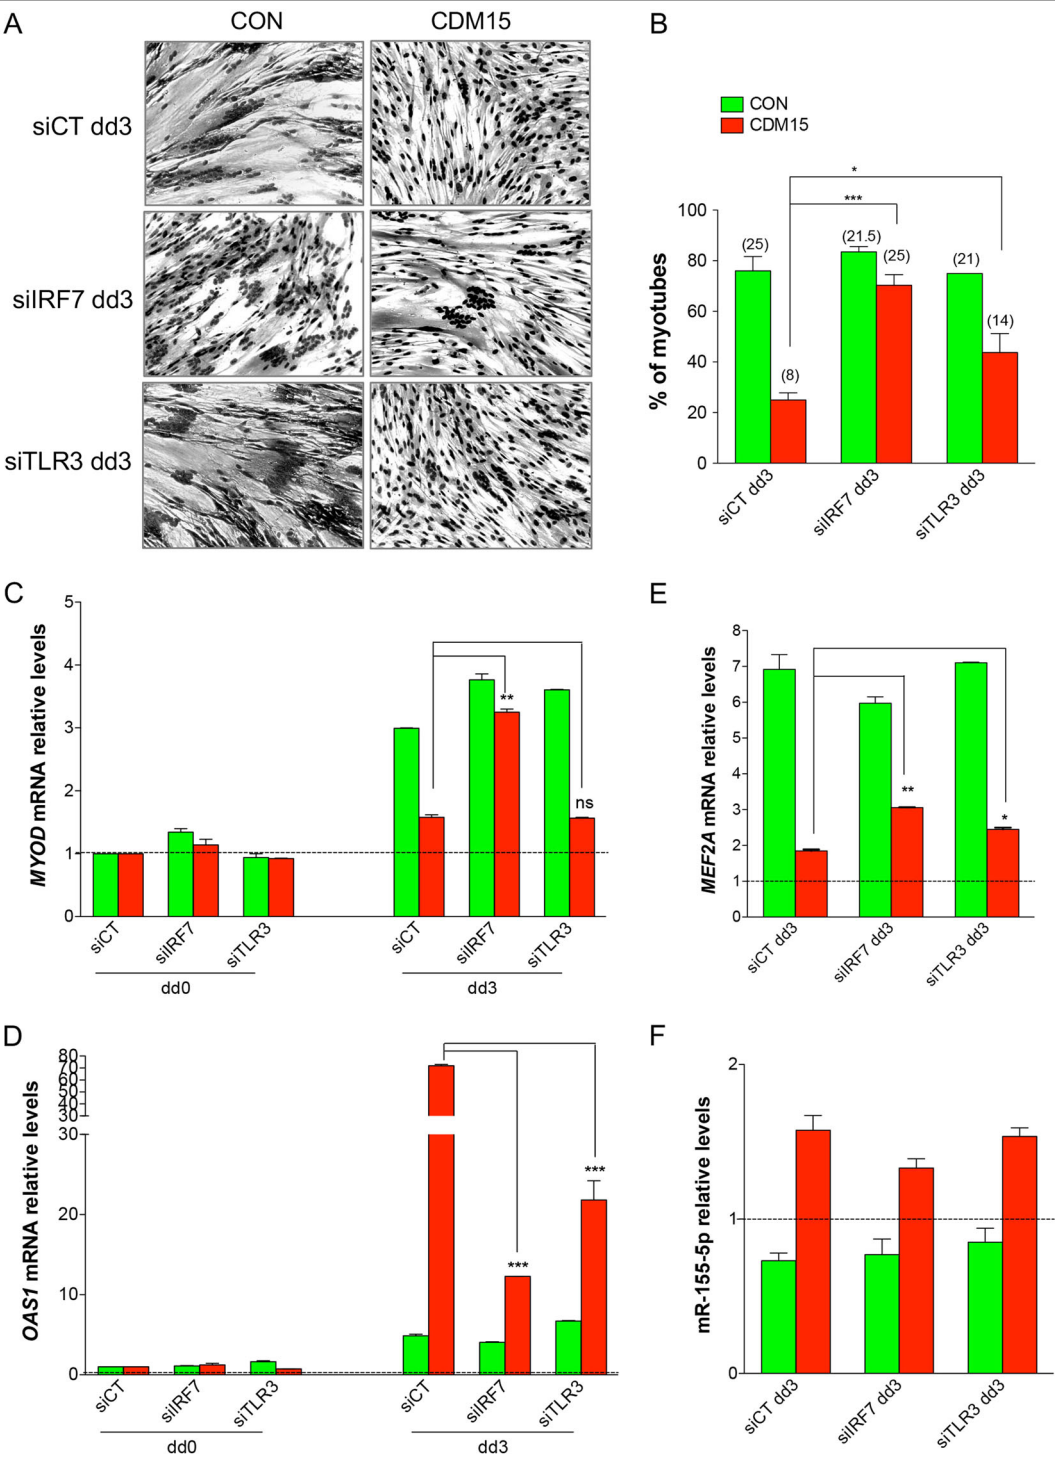 A
CON
CDM15
siCT dd3
siIRF7 dd3
siTLR3 dd3
B
CON
CDM15
*
***
% of myotubes
100
80
60
40
20
0
(25)
(8)
(21.5)
(25)
(21)
(14)
siCT dd3
siIRF7 dd3
siTLR3 dd3
C
MYOD mRNA relative levels
5
4
3
2
1
0
**
ns
siCT
siIRF7
siTLR3
dd0
siCT
siIRF7
siTLR3
dd3
E
MEF2A mRNA relative levels
8
7
6
5
4
3
2
1
0
**
*
siCT dd3
siIRF7 dd3
siTLR3 dd3
D
OAS1 mRNA relative levels
80
70
60
50
40
30
30
20
10
0
***
***
siCT
siIRF7
siTLR3
dd0
siCT
siIRF7
siTLR3
dd3
F
mR-155-5p relative levels
2
1
0
siCT dd3
siIRF7 dd3
siTLR3 dd3